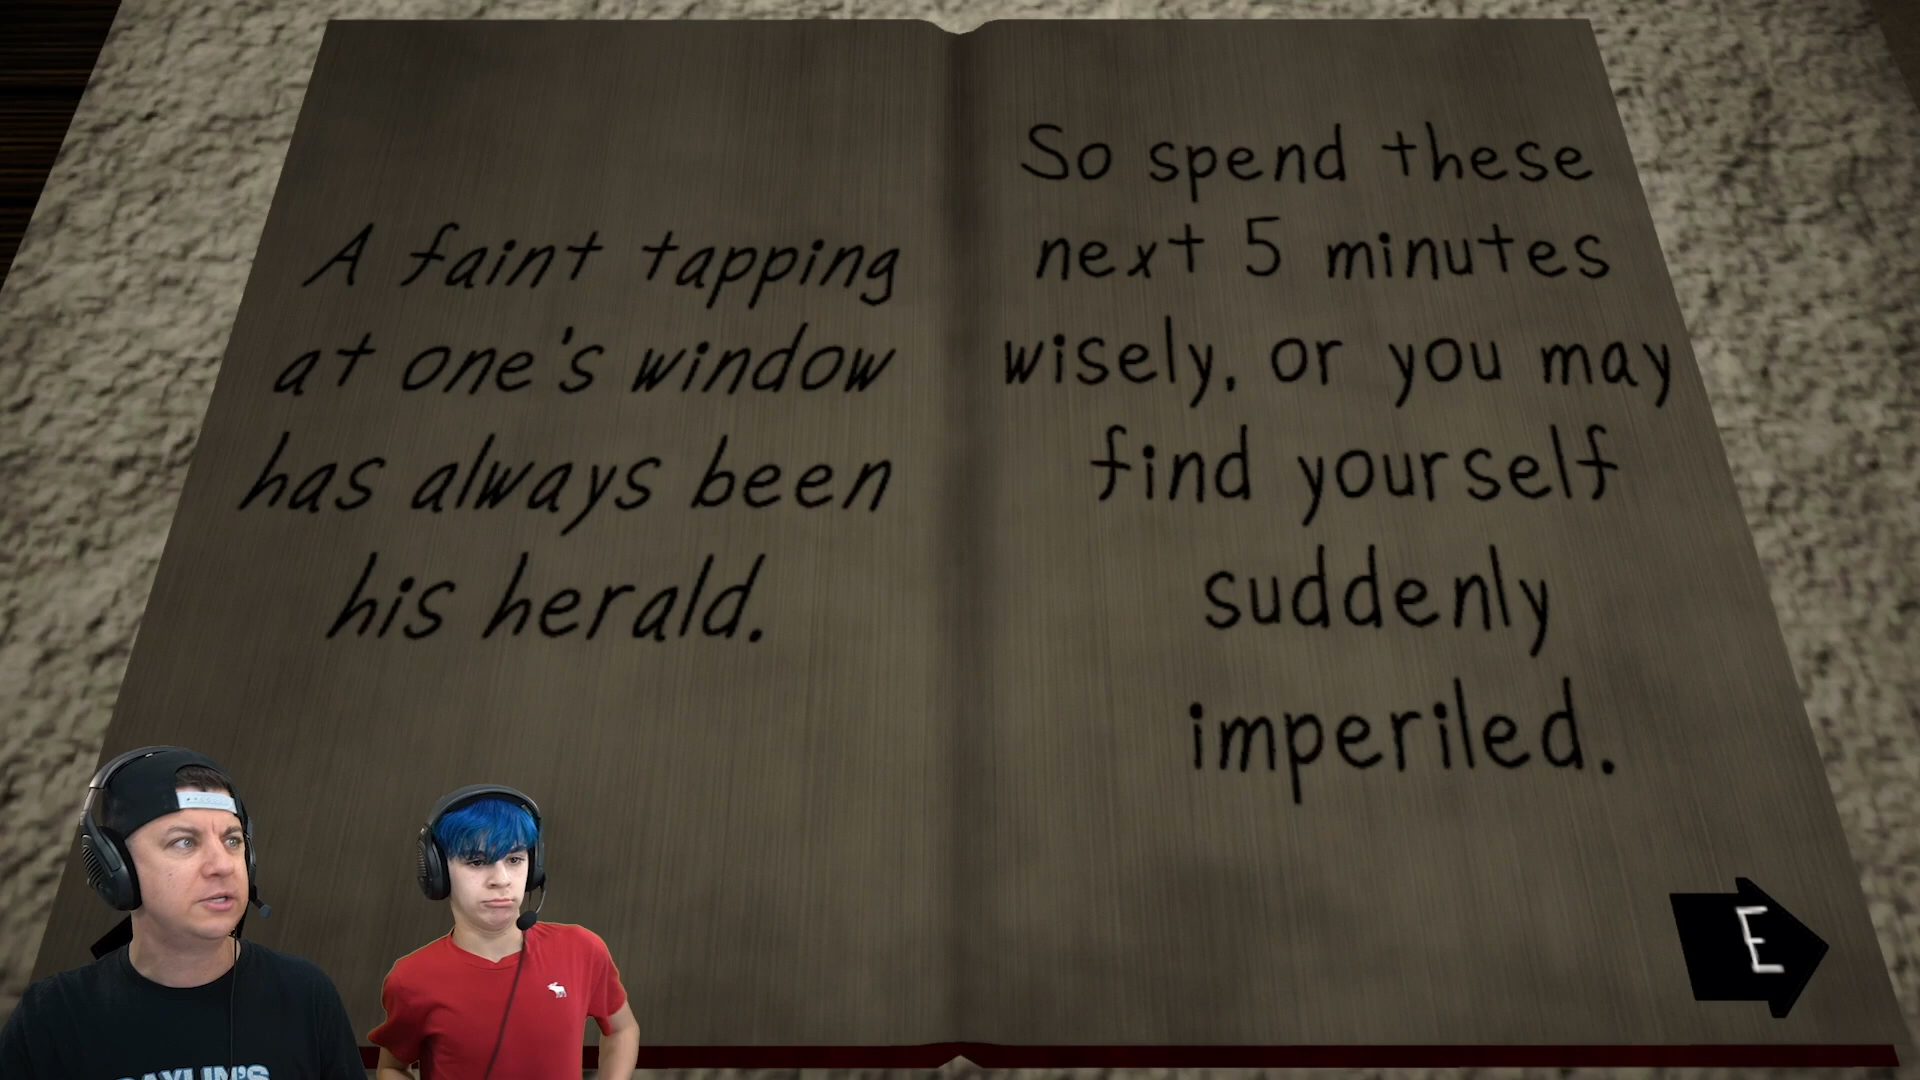 A faint tapping
at one's window
has always been
his herald.
So spend these
next 5 minutes
wisely, or you may
find yourself
suddenly
imperiled.
E